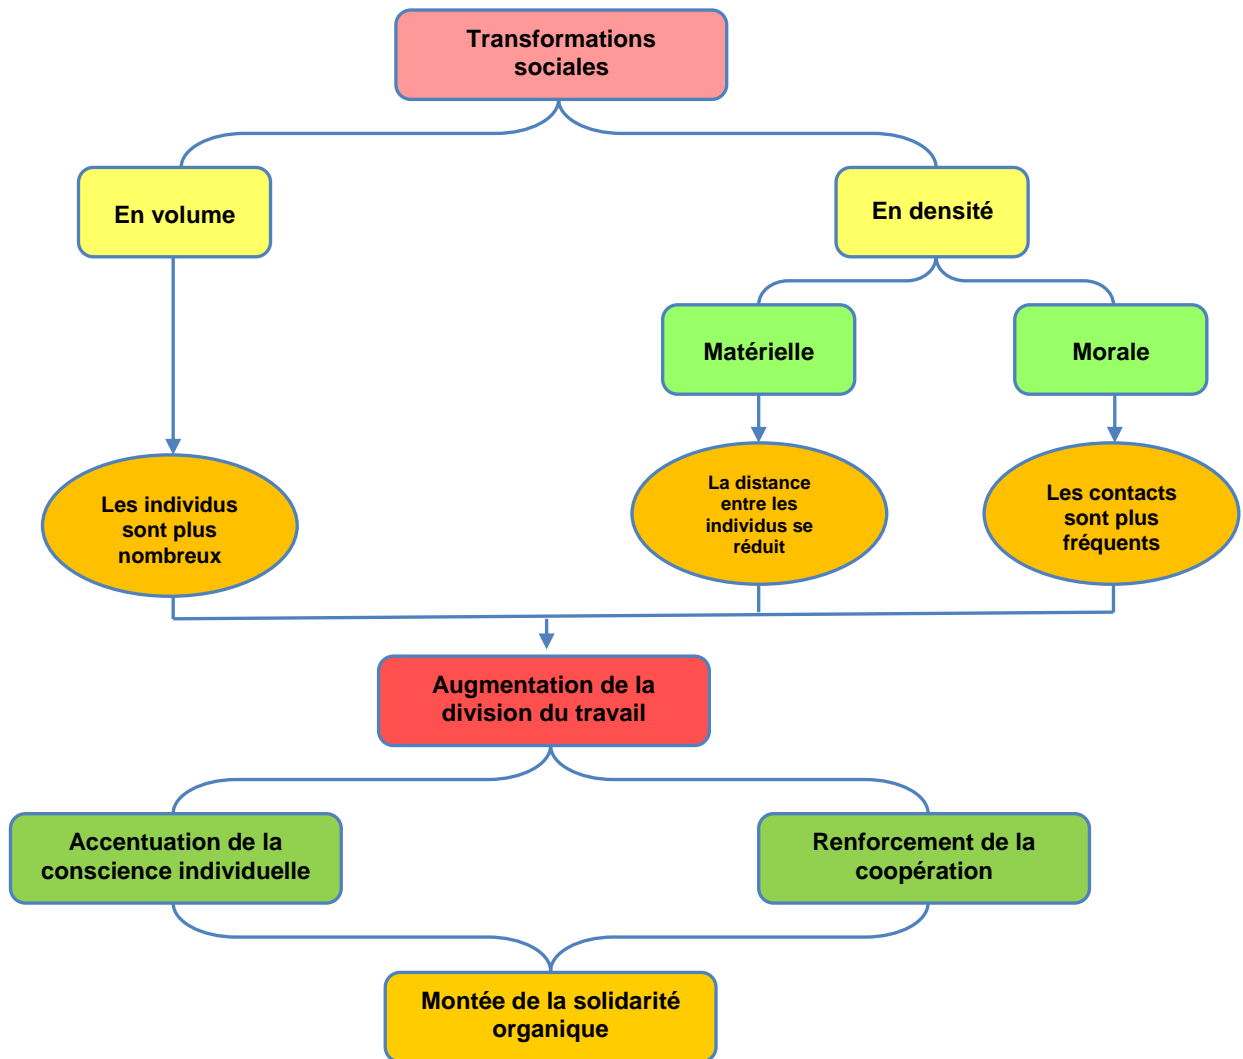 Transformations
sociales
En volume
En densité
Matérielle
Morale
Les individus
sont plus
nombreux
La distance
entre les
individus se
réduit
Les contacts
sont plus
fréquents
Augmentation de la
division du travail
Accentuation de la
conscience individuelle
Renforcement de la
coopération
Montée de la solidarité
organique